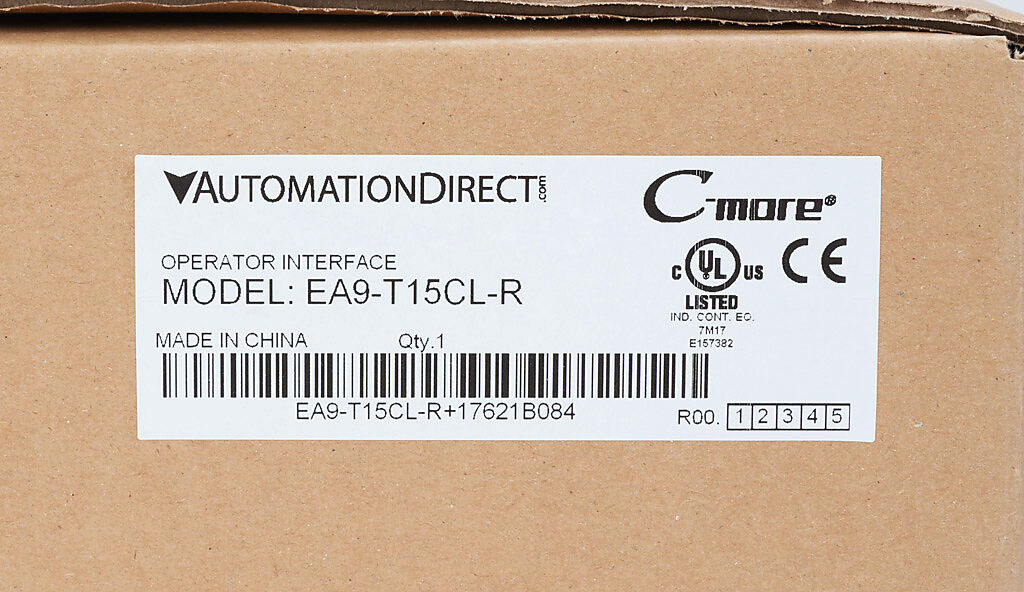 AUTOMATIONDIRECT.com
C-more®
OPERATOR INTERFACE
MODEL: EA9-T15CL-R
C UL US
LISTED
IND. CONT. EQ.
7M17
E157382
CE
MADE IN CHINA Qty.1
EA9-T15CL-R+17621B084
R00. 1 2 3 4 5